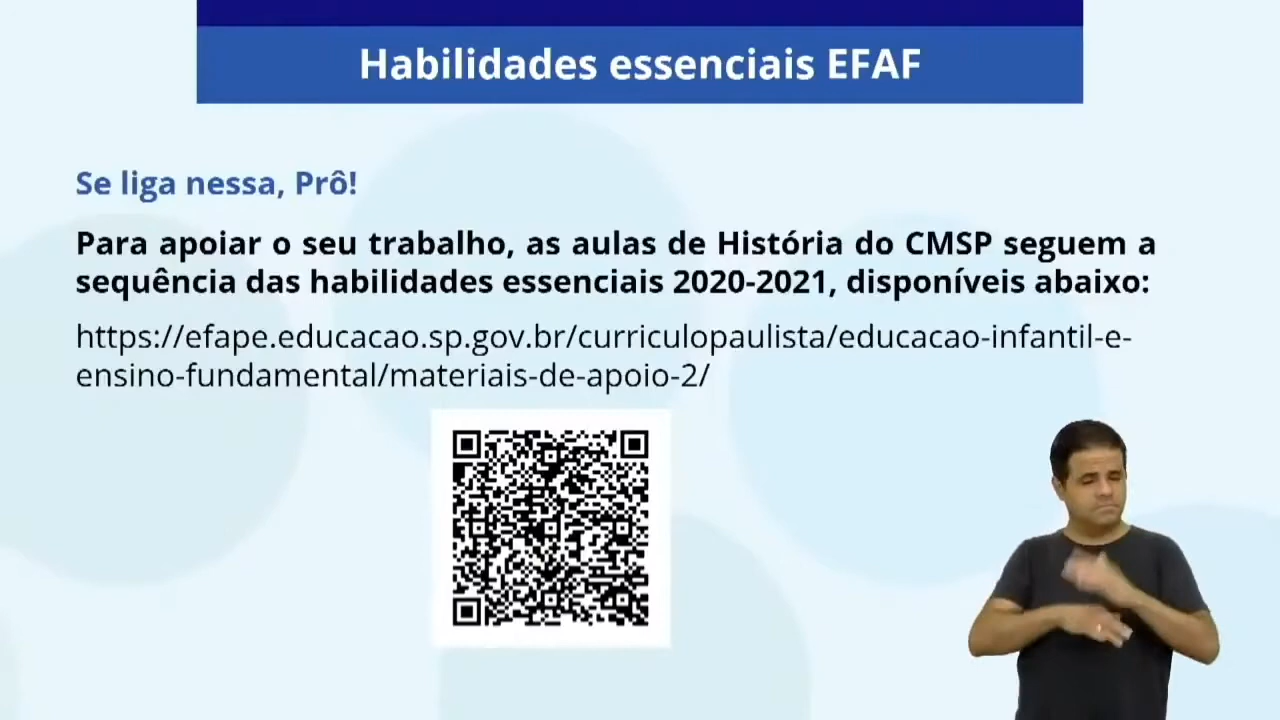 Habilidades essenciais EFAF
Se liga nessa, Prô!
Para apoiar o seu trabalho, as aulas de História do CMSP seguem a
sequência das habilidades essenciais 2020-2021, disponíveis abaixo:
https://efape.educacao.sp.gov.br/curriculopaulista/educacao-infantil-e-
ensino-fundamental/materiais-de-apoio-2/